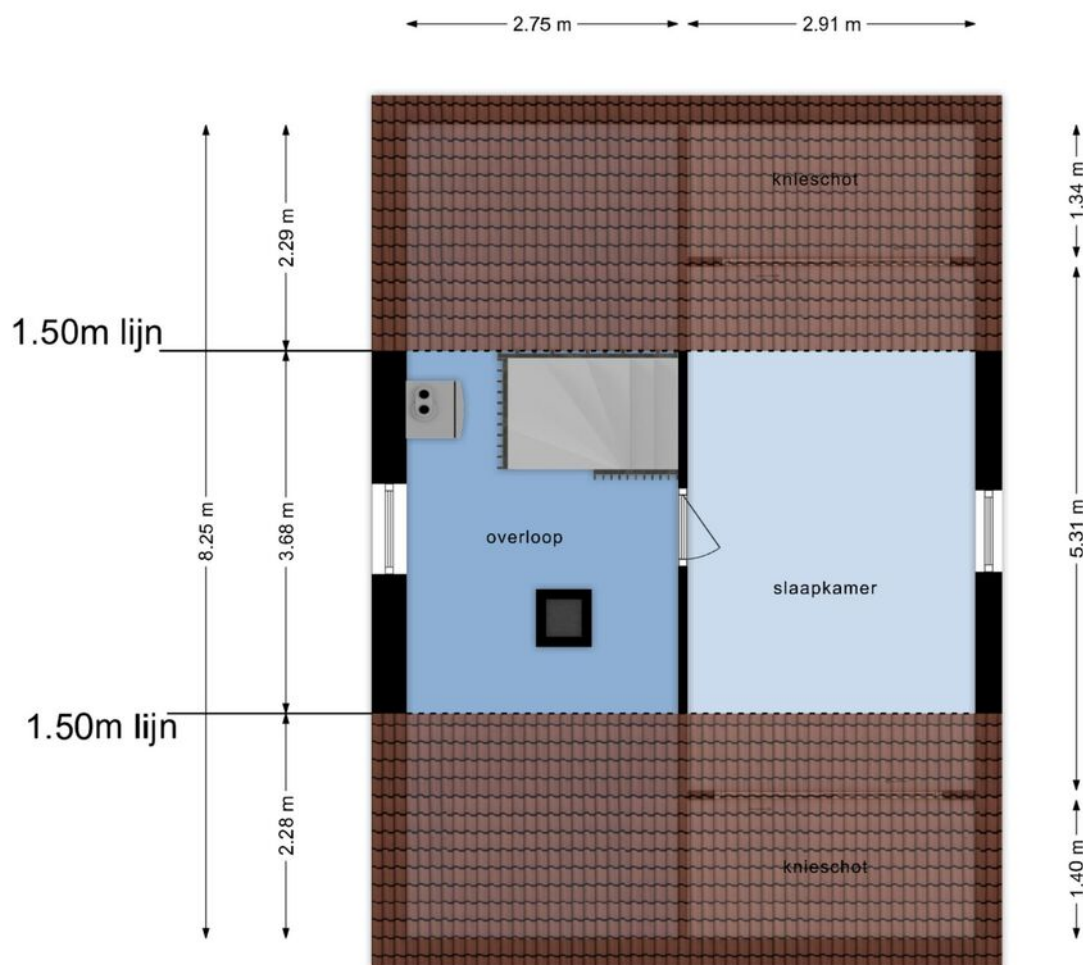 2.75 m
2.91 m
knieschot
1.34 m
2.29 m
1.50m lijn
8.25 m
3.68 m
5.31 m
overloop
slaapkamer
1.50m lijn
2.28 m
knieschot
1.40 m